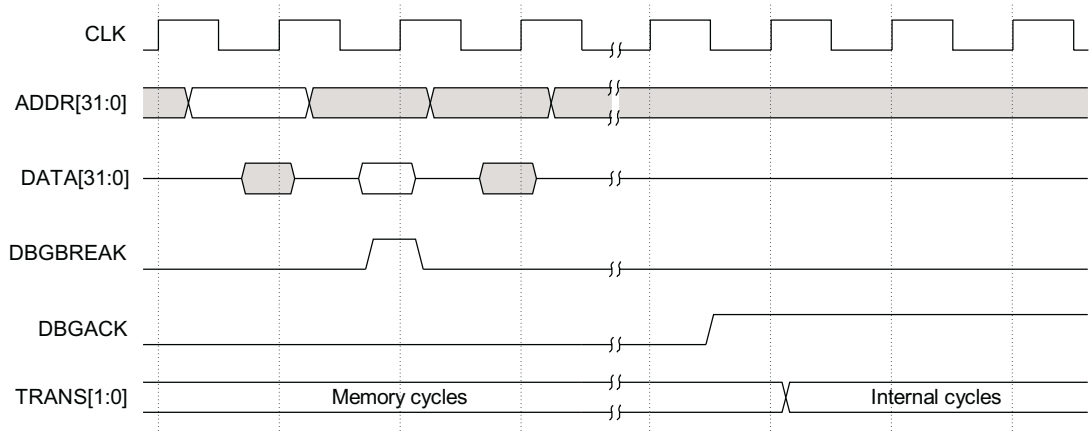 CLK
ADDR[31:0]
DATA[31:0]
DBGBREAK
DBGACK
TRANS[1:0] Memory cycles Internal cycles